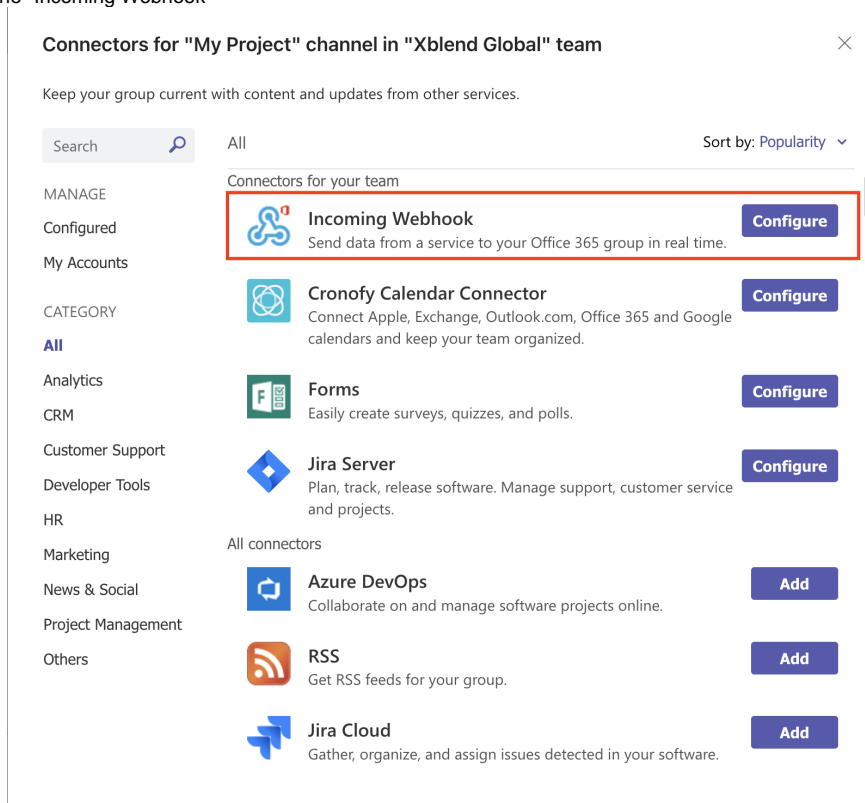 "Incoming Webhook"
Connectors for "My Project" channel in "Xblend Global" team
Keep your group current with content and updates from other services.
Search
All
Sort by: Popularity
MANAGE
Configured
My Accounts
CATEGORY
All
Analytics
CRM
Customer Support
Developer Tools
HR
Marketing
News & Social
Project Management
Others
Connectors for your team
Incoming Webhook
Send data from a service to your Office 365 group in real time.
Configure
Cronofy Calendar Connector
Connect Apple, Exchange, Outlook.com, Office 365 and Google
calendars and keep your team organized.
Configure
Forms
Easily create surveys, quizzes, and polls.
Configure
Jira Server
Plan, track, release software. Manage support, customer service
and projects.
Configure
All connectors
Azure DevOps
Collaborate on and manage software projects online.
Add
RSS
Get RSS feeds for your group.
Add
Jira Cloud
Gather, organize, and assign issues detected in your software.
Add